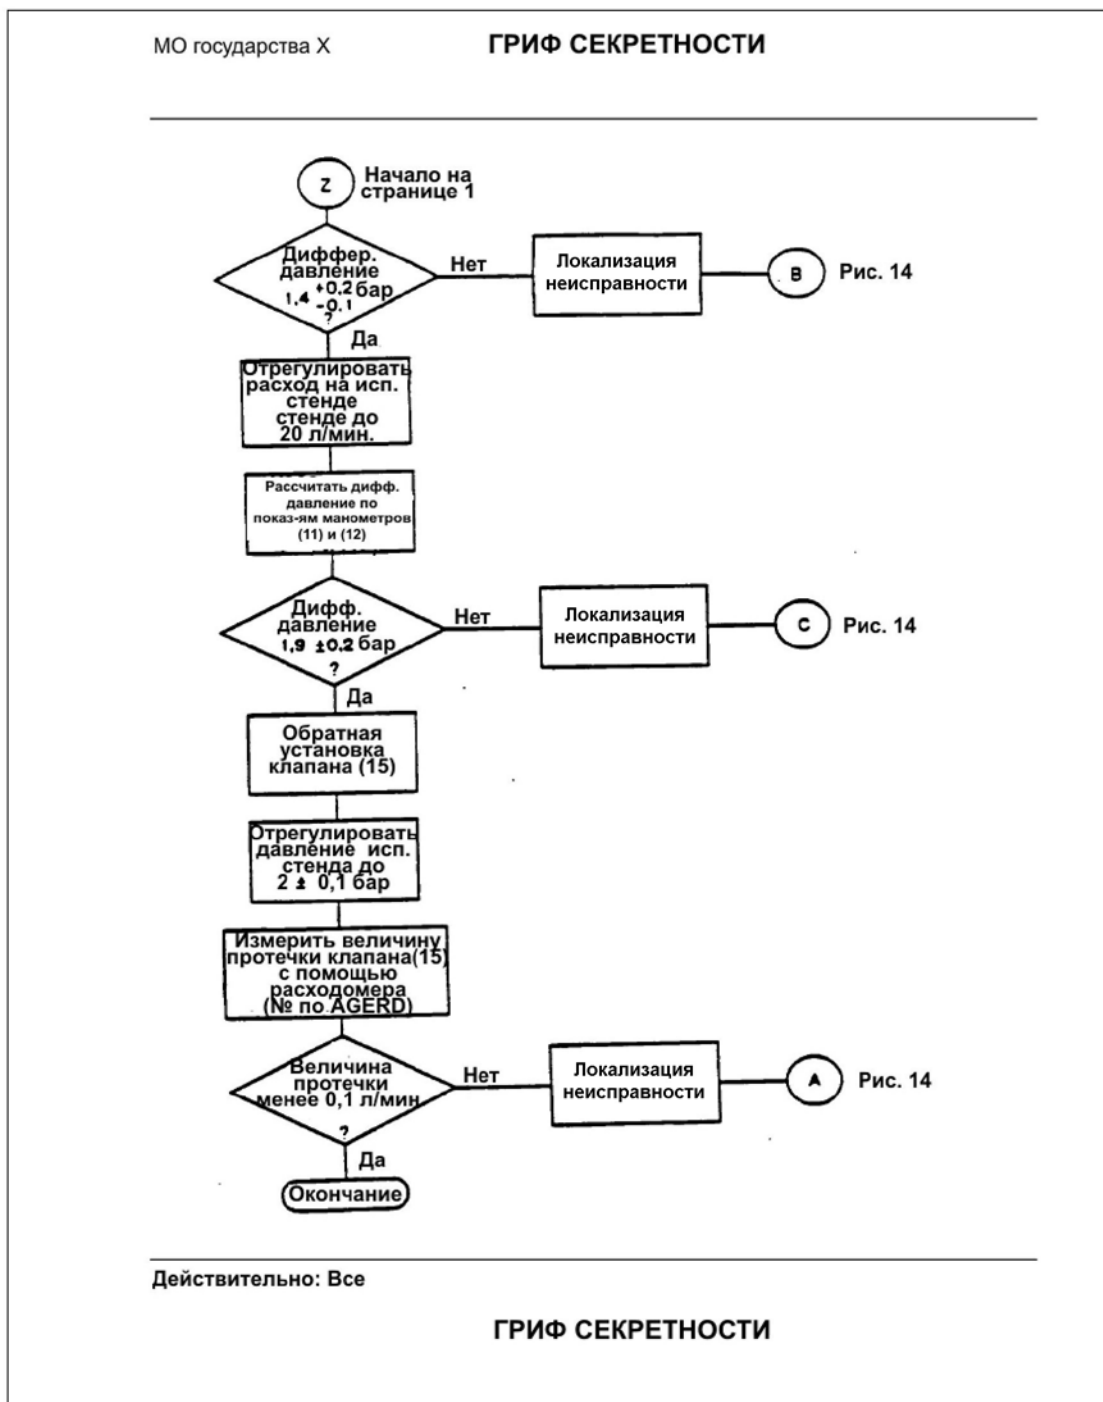 МО государства X
ГРИФ СЕКРЕТНОСТИ
Z
Начало на
странице 1
Диффер.
давление
1,4 +0,2 бар
-0,1
?
Нет
Локализация
неисправности
B
Рис. 14
Да
Отрегулировать
расход на исп.
стенде
стенде до
20 л/мин.
Рассчитать дифф.
давление по
показ-ям манометров
(11) и (12)
Дифф.
давление
1,9 ±0,2 бар
?
Нет
Локализация
неисправности
C
Рис. 14
Да
Обратная
установка
клапана (15)
Отрегулировать
давление исп.
стенда до
2 ± 0,1 бар
Измерить величину
протечки клапана(15)
с помощью
расходомера
(№ по AGERD)
Величина
протечки
менее 0,1 л/мин
?
Нет
Локализация
неисправности
A
Рис. 14
Да
Окончание
Действительно: Все
ГРИФ СЕКРЕТНОСТИ